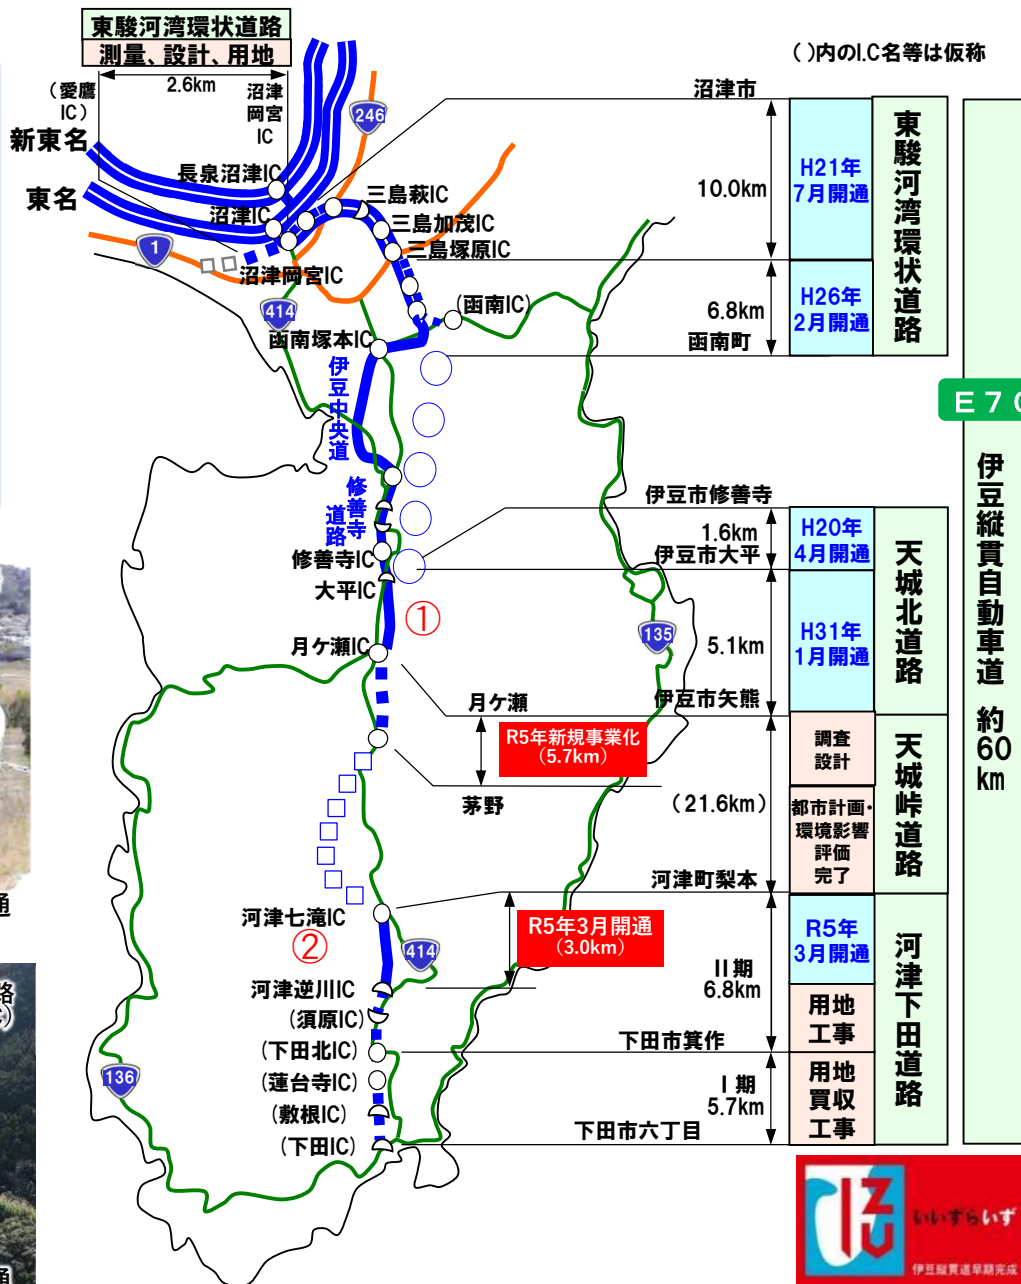 東駿河湾環状道路
測量、設計、用地
2.6km
(愛鷹
IC)
沼津
岡宮
IC
( )内のI.C名等は仮称
新東名
東名
246
長泉沼津IC
沼津IC
1
沼津岡宮IC
三島萩IC
三島加茂IC
三島塚原IC
(函南IC)
414
函南塚本IC
伊豆中央道
修善寺
道路
修善寺IC
大平IC
①
月ケ瀬IC
135
月ケ瀬
茅野
R5年新規事業化
(5.7km)
河津七滝IC
②
414
R5年3月開通
(3.0km)
河津逆川IC
(須原IC)
(下田北IC)
(蓮台寺IC)
(敷根IC)
(下田IC)
136
沼津市
10.0km
H21年
7月開通
東駿河湾環状道路
6.8km
H26年
2月開通
函南町
E70
伊豆縦貫自動車道 約60km
伊豆市修善寺
1.6km
H20年
4月開通
伊豆市大平
天城北道路
5.1km
H31年
1月開通
伊豆市矢熊
調査
設計
天城峠道路
(21.6km)
都市計画・
環境影響
評価
完了
河津町梨本
R5年
3月開通
河津下田道路
II期
6.8km
用地
工事
下田市箕作
I期
5.7km
用地
買収
工事
下田市六丁目
IZU
いいずらいず
伊豆縦貫道早期完成
通
路